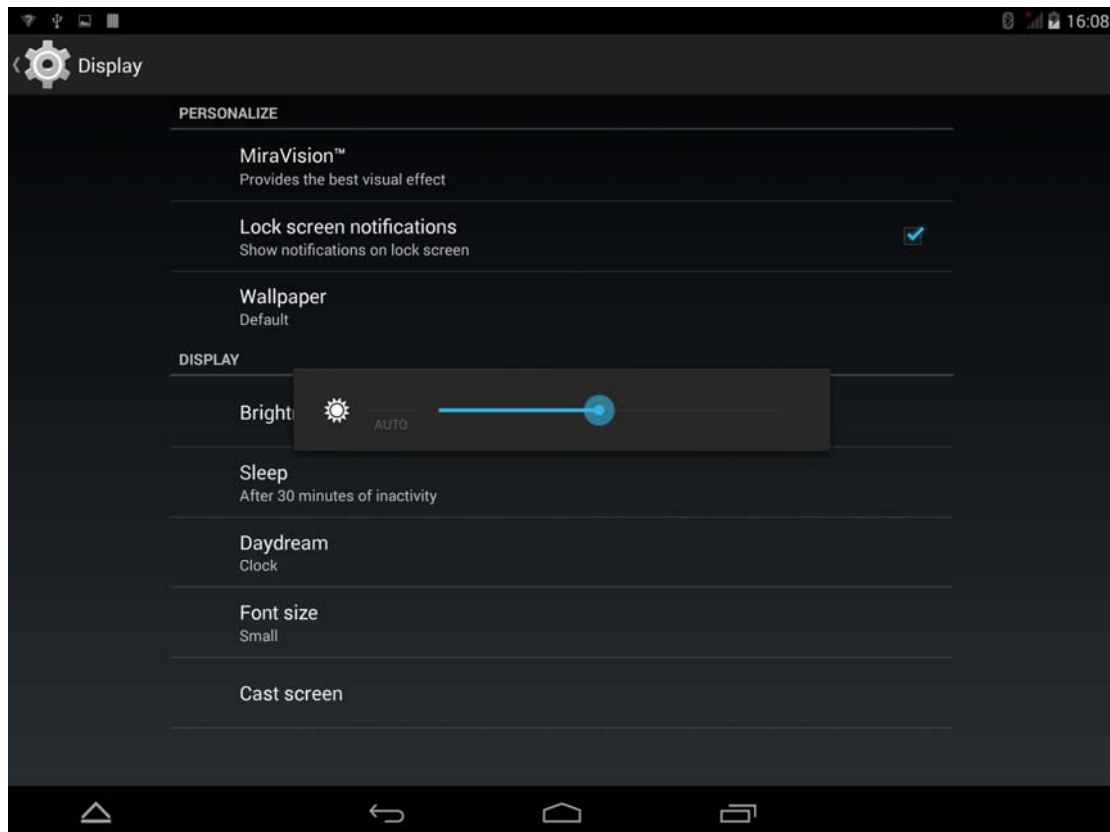 16:08
Display
PERSONALIZE
MiraVision™
Provides the best visual effect
Lock screen notifications
Show notifications on lock screen
Wallpaper
Default
DISPLAY
Bright
AUTO
Sleep
After 30 minutes of inactivity
Daydream
Clock
Font size
Small
Cast screen